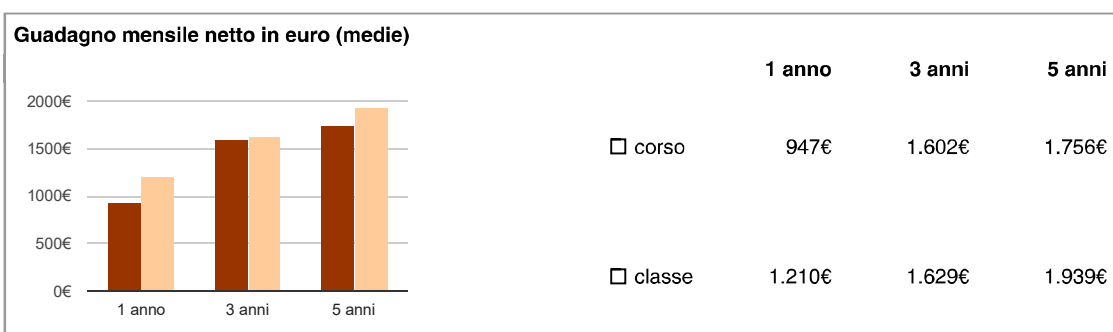 Guadagno mensile netto in euro (medie)
1 anno 3 anni 5 anni
2000€
1500€
1000€
500€
0€
1 anno 3 anni 5 anni
corso 947€ 1.602€ 1.756€
classe 1.210€ 1.629€ 1.939€